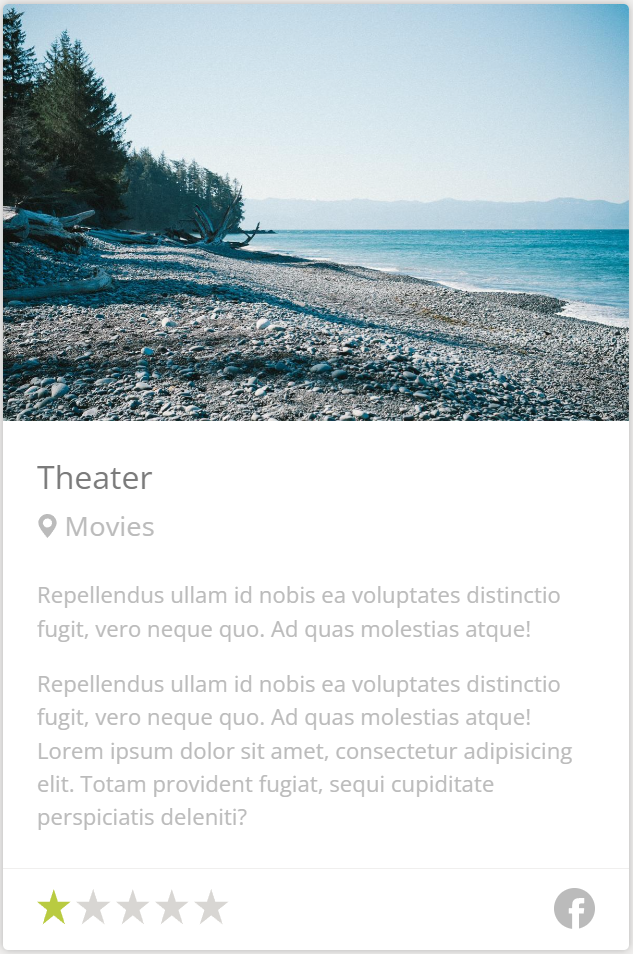 Theater
Movies
Repellendus ullam id nobis ea voluptates distinctio
fugit, vero neque quo. Ad quas molestias atque!
Repellendus ullam id nobis ea voluptates distinctio
fugit, vero neque quo. Ad quas molestias atque!
Lorem ipsum dolor sit amet, consectetur adipisicing
elit. Totam provident fugiat, sequi cupiditate
perspiciatis deleniti?